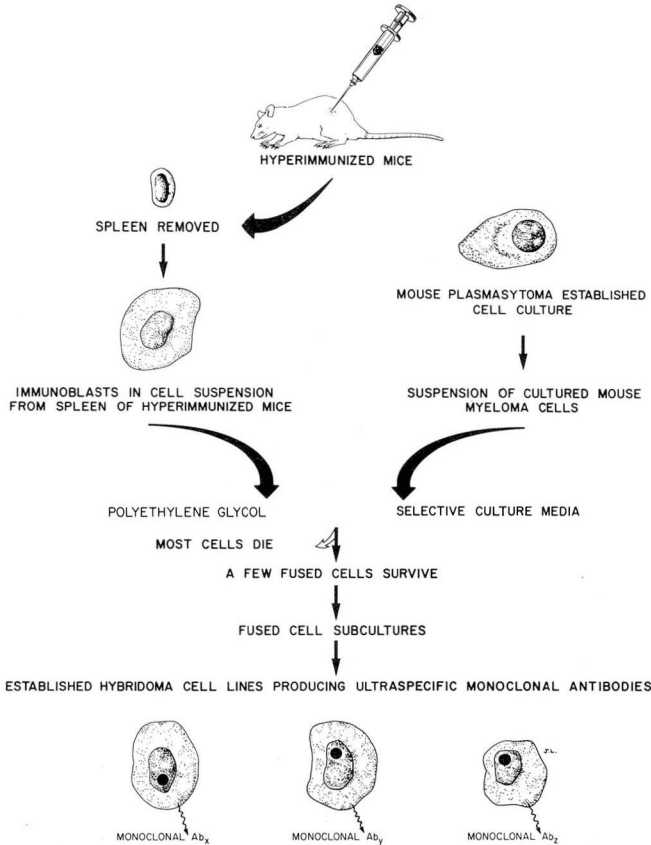 HYPERIMMUNIZED MICE
SPLEEN REMOVED
MOUSE PLASMASYTOMA ESTABLISHED
CELL CULTURE
IMMUNOBLASTS IN CELL SUSPENSION
FROM SPLEEN OF HYPERIMMUNIZED MICE
SUSPENSION OF CULTURED MOUSE
MYELOMA CELLS
POLYETHYLENE GLYCOL
SELECTIVE CULTURE MEDIA
MOST CELLS DIE
A FEW FUSED CELLS SURVIVE
FUSED CELL SUBCULTURES
ESTABLISHED HYBRIDOMA CELL LINES PRODUCING ULTRASPECIFIC MONOCLONAL ANTIBODIES
J.L.
MONOCLONAL Abx
MONOCLONAL Aby
MONOCLONAL Abz